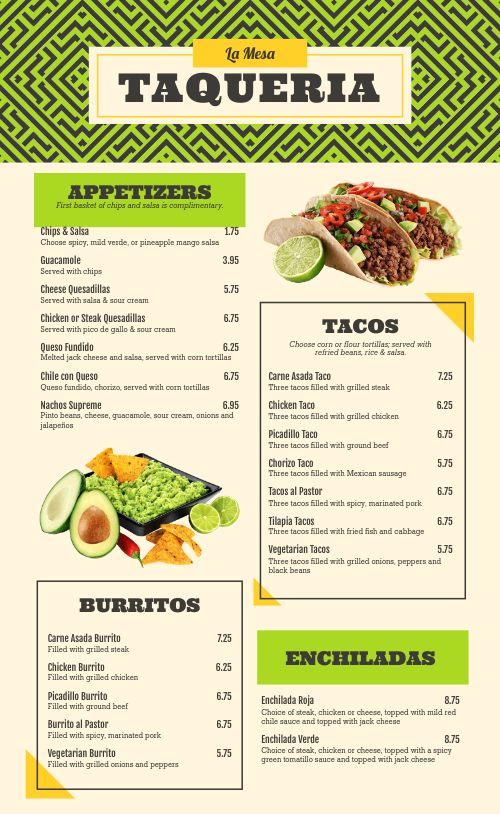 La Mesa
TAQUERIA
APPETIZERS
First basket of chips and salsa is complimentary.
Chips & Salsa 1.75
Choose spicy, mild verde, or pineapple mango salsa
Guacamole 3.95
Served with chips
Cheese Quesadillas 5.75
Served with salsa & sour cream
Chicken or Steak Quesadillas 6.75
Served with pico de gallo & sour cream
Queso Fundido 6.25
Melted jack cheese and salsa, served with corn tortillas
Chile con Queso 6.75
Queso fundido, chorizo, served with corn tortillas
Nachos Supreme 6.95
Pinto beans, cheese, guacamole, sour cream, onions and
jalapeños
BURRITOS
Carne Asada Burrito 7.25
Filled with grilled steak
Chicken Burrito 6.25
Filled with grilled chicken
Picadillo Burrito 6.75
Filled with ground beef
Burrito al Pastor 6.75
Filled with spicy, marinated pork
Vegetarian Burrito 5.75
Filled with grilled onions and peppers
TACOS
Choose corn or flour tortillas; served with
refried beans, rice & salsa.
Carne Asada Taco 7.25
Three tacos filled with grilled steak
Chicken Taco 6.25
Three tacos filled with grilled chicken
Picadillo Taco 6.75
Three tacos filled with ground beef
Chorizo Taco 5.75
Three tacos filled with Mexican sausage
Tacos al Pastor 6.75
Three tacos filled with spicy, marinated pork
Tilapia Tacos 6.75
Three tacos filled with fried fish and cabbage
Vegetarian Tacos 5.75
Three tacos filled with grilled onions, peppers and
black beans
ENCHILADAS
Enchilada Roja 8.75
Choice of steak, chicken or cheese, topped with mild red
chile sauce and topped with jack cheese
Enchilada Verde 8.75
Choice of steak, chicken or cheese, topped with a spicy
green tomatillo sauce and topped with jack cheese